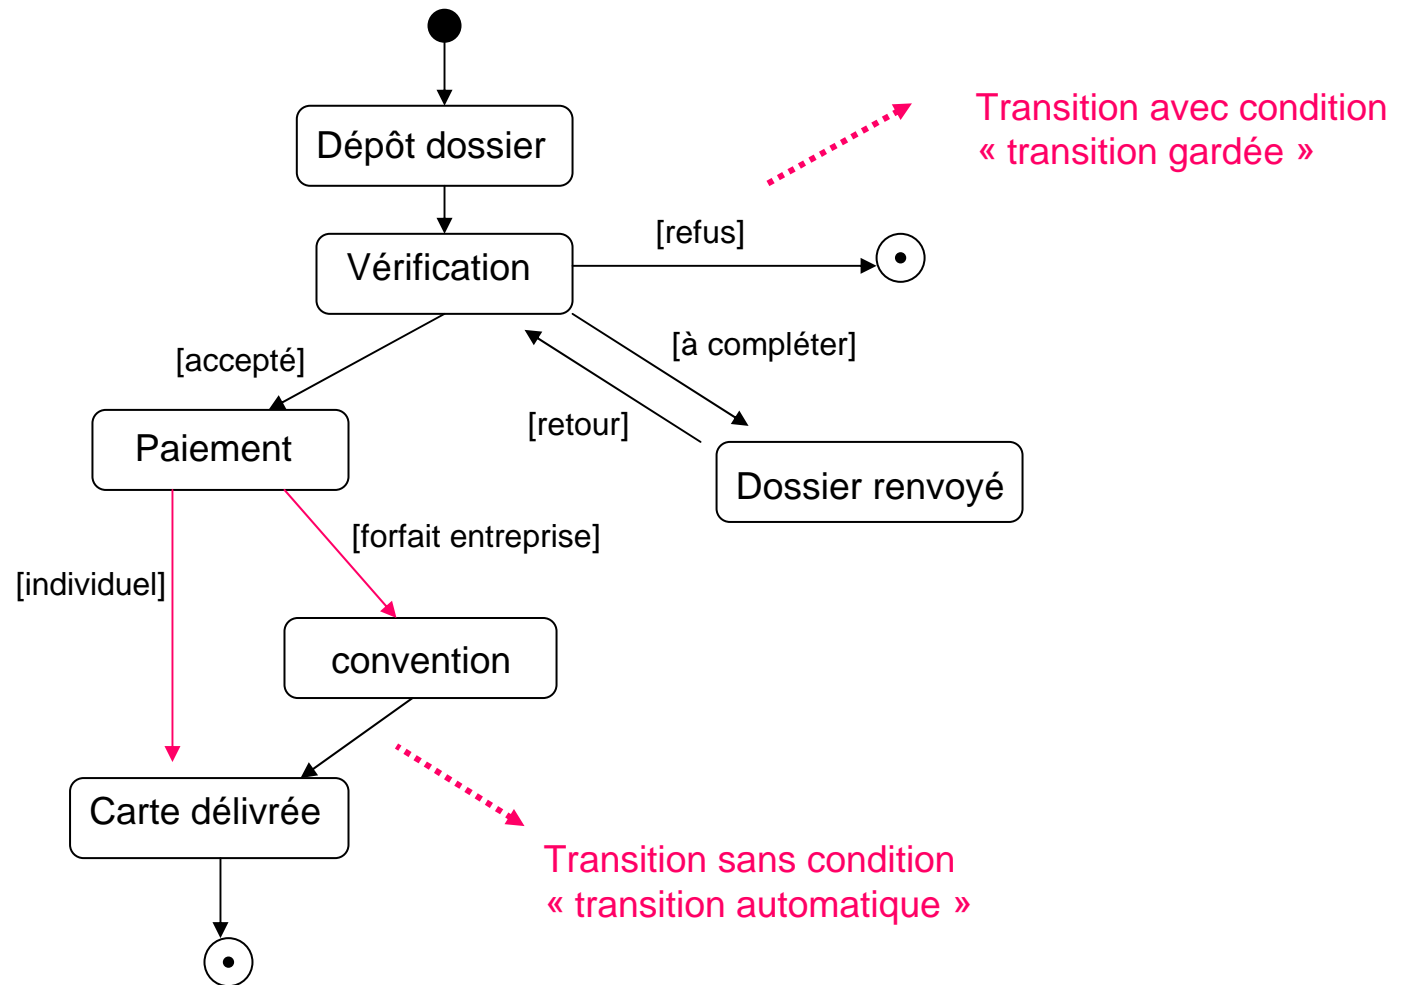 Dépôt dossier
Transition avec condition
« transition gardée »
Vérification
[refus]
[accepté]
[à compléter]
[retour]
Paiement
Dossier renvoyé
[forfait entreprise]
[individuel]
convention
Carte délivrée
Transition sans condition
« transition automatique »